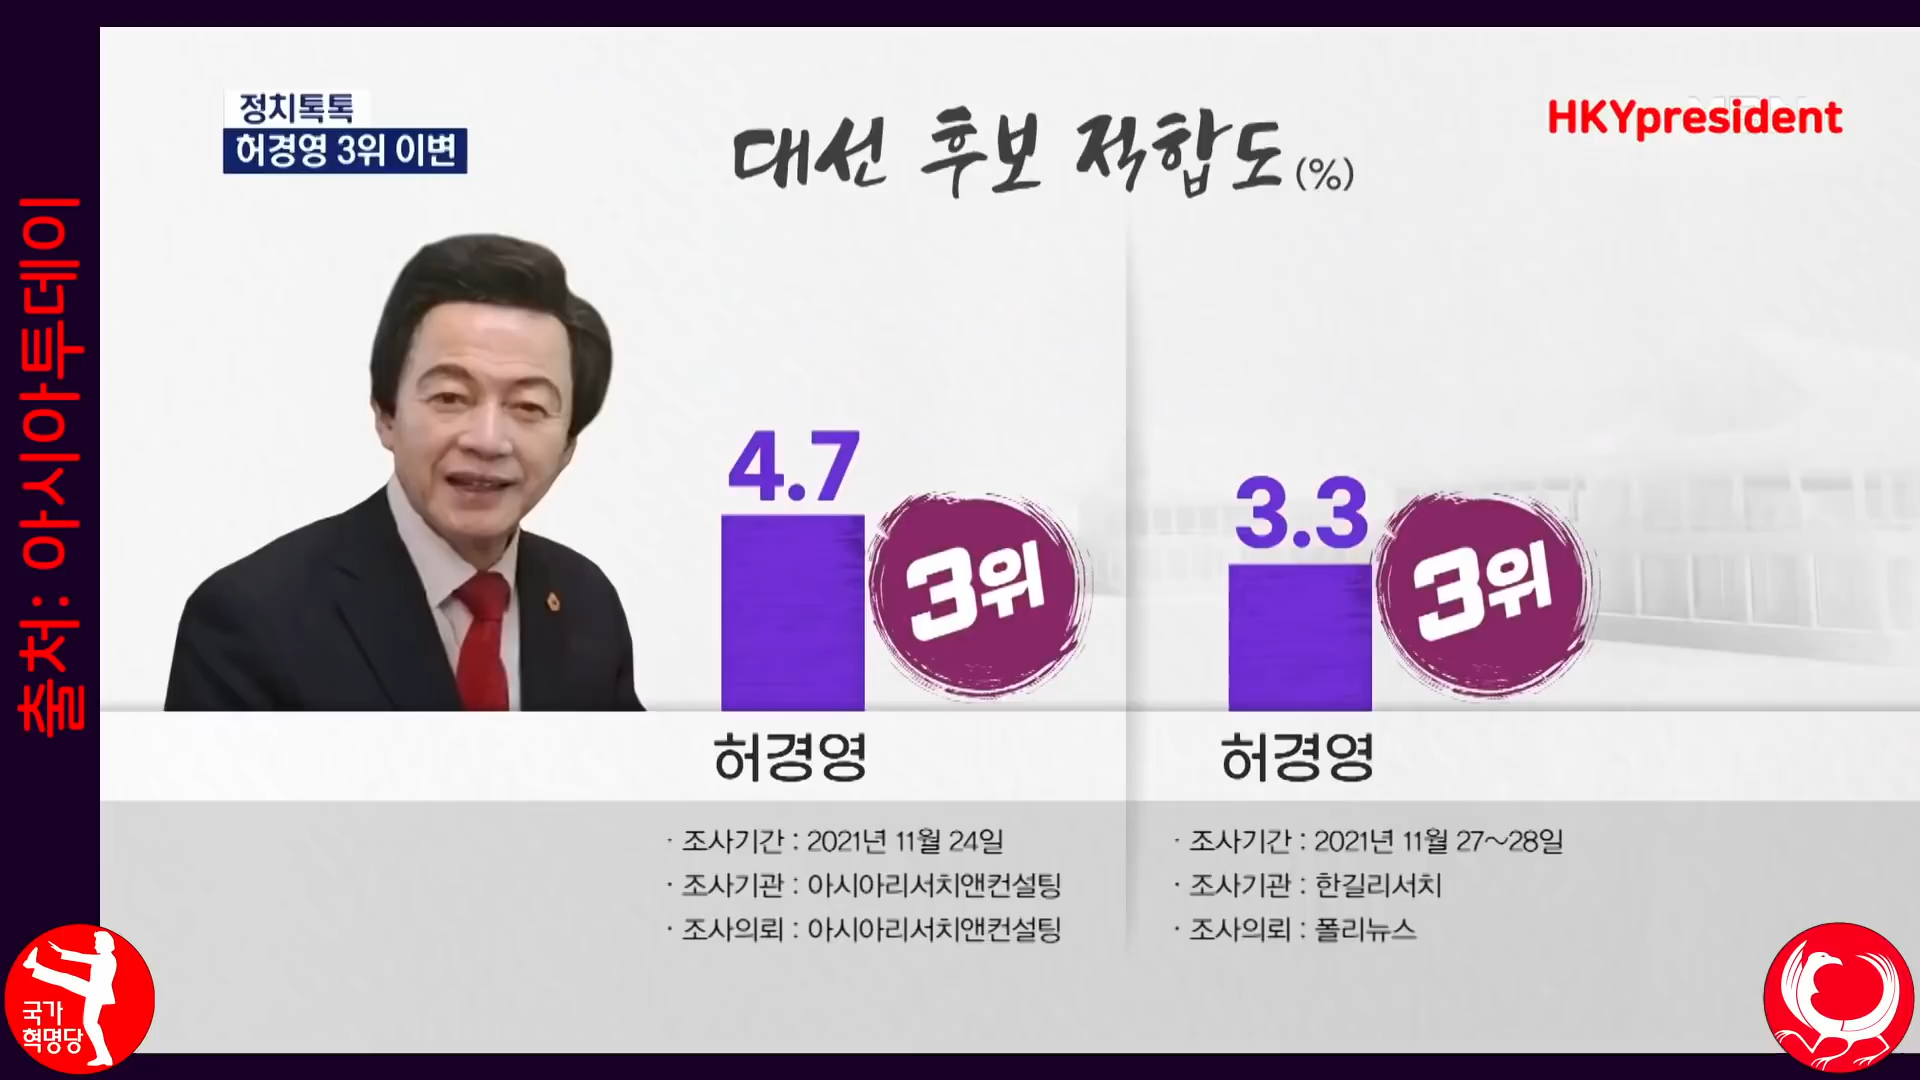 정치톡톡
허경영 3위 이변
대선 후보 적합도(%)
HKYpresident
출처: 아시아투데이
4.7
3위
3.3
3위
허경영
허경영
· 조사기간 : 2021년 11월 24일
· 조사기관 : 아시아리서치앤컨설팅
· 조사의뢰 : 아시아리서치앤컨설팅
· 조사기간 : 2021년 11월 27~28일
· 조사기관 : 한길리서치
· 조사의뢰 : 폴리뉴스
국가
혁명당